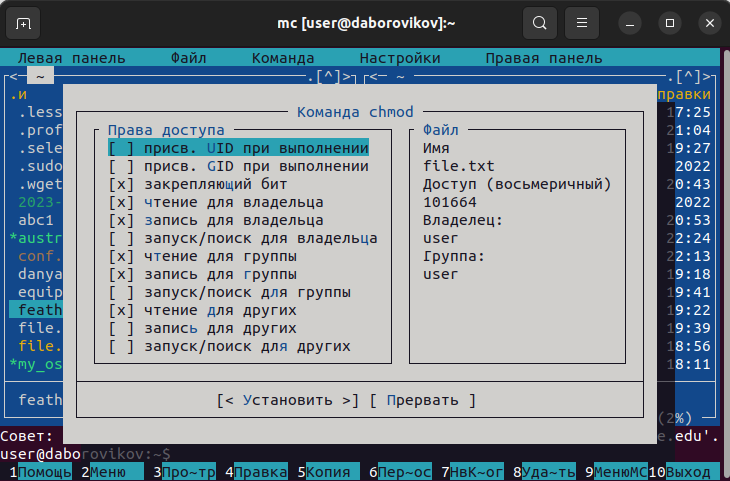 mc [user@daborovikov]:~
Левая панель Файл Команда Настройки Правая панель
<─ ~ .[^]> <─ ~ .[^]>
.и правки
.less 17:25
.prof 21:04
.sele 19:27
.sudo 2022
.wget 20:43
2023- 2022
abc1 20:53
*austr 22:24
conf. 22:13
danya 19:18
equip 19:41
feath 19:22
file. 19:39
file. 18:56
*my_os 18:11
feath (2%)
Команда chmod
Права доступа
[ ] присв. UID при выполнении
[ ] присв. GID при выполнении
[x] закрепляющий бит
[x] чтение для владельца
[x] запись для владельца
[ ] запуск/поиск для владельца
[x] чтение для группы
[x] запись для группы
[ ] запуск/поиск для группы
[x] чтение для других
[ ] запись для других
[ ] запуск/поиск для других
Файл
Имя
file.txt
Доступ (восьмеричный)
101664
Владелец:
user
Группа:
user
[< Установить >] [ Прервать ]
Совет: e.edu'.
user@daborovikov:~$
1Помощь 2Меню 3Про~тр 4Правка 5Копия 6Пер~ос 7НвК~ог 8Уда~ть 9МенюМС 10Выход